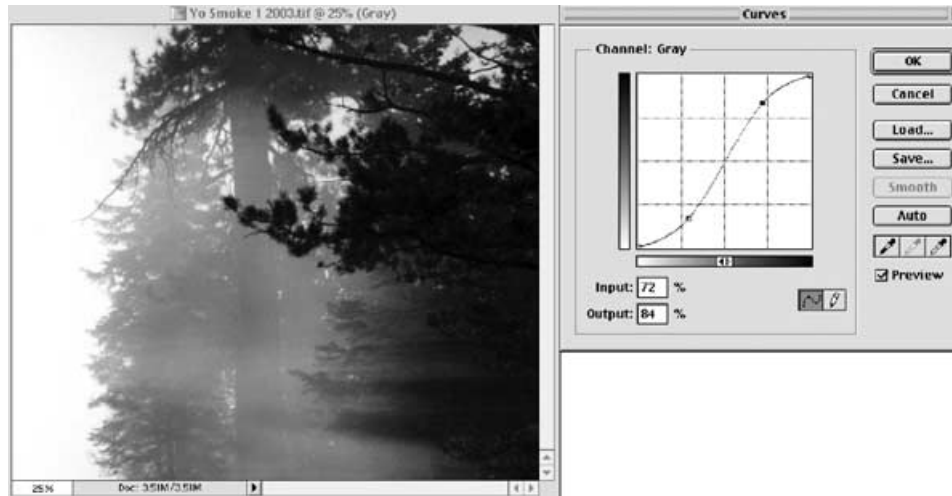 Yo Smoke 1 2003.tif @ 25% (Gray)
Curves
Channel: Gray
OK
Cancel
Load...
Save...
Smooth
Auto
Preview
Input: 72 %
Output: 84 %
25%
Doc: 3.51M/3.51M